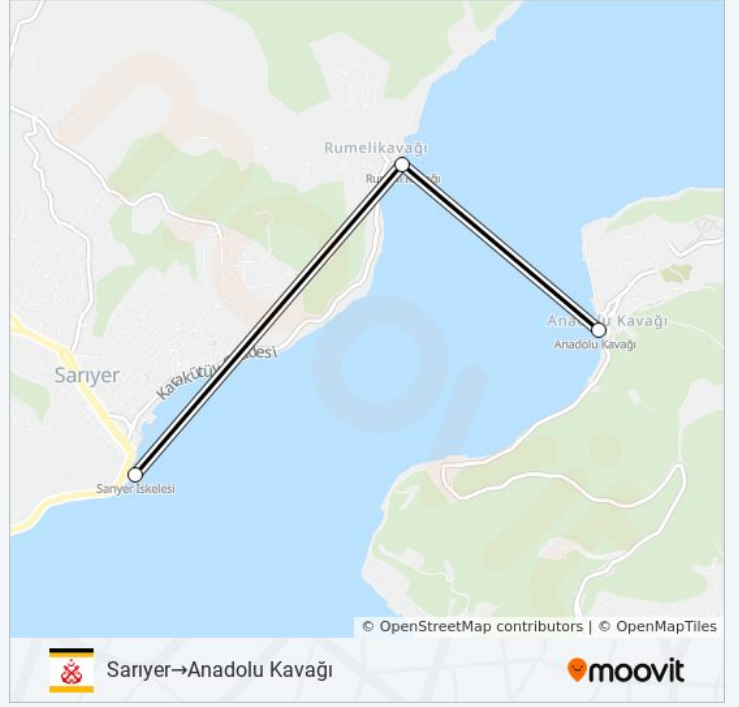 Rumelikavağı
Anadolu Kavağı
Anadolu Kavağı
Sarıyer
Sarıyer İskelesi
© OpenStreetMap contributors | © OpenMapTiles
Sarıyer→Anadolu Kavağı
moovit